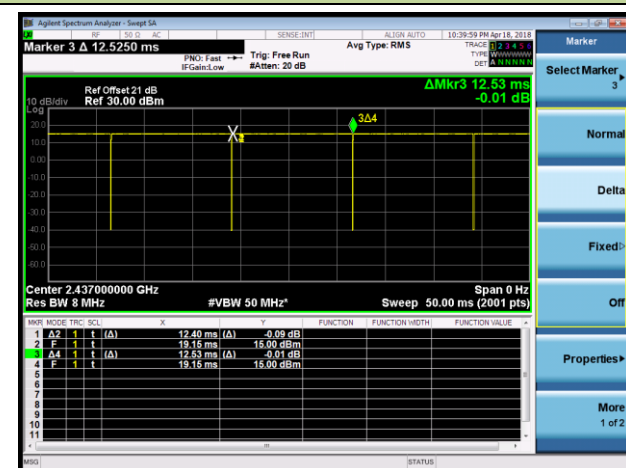 Agilent Spectrum Analyzer - Swept SA
RF 50 Ω AC SENSE:INT ALIGN AUTO 10:39:59 PM Apr 18, 2018
Marker 3 Δ 12.5250 ms
PNO: Fast
IFGain:Low
Trig: Free Run
#Atten: 20 dB
Avg Type: RMS
TRACE 1 2 3 4 5 6
TYPE WWWWWW
DET A N N N N N
Marker
Select Marker
3
Normal
Delta
Fixed
Off
Properties
More
1 of 2
Ref Offset 21 dB
10 dB/div Ref 30.00 dBm
Log
ΔMkr3 12.53 ms
-0.01 dB
20.0
10.0
0.00
-10.0
-20.0
-30.0
-40.0
-50.0
-60.0
X
3Δ4
Center 2.437000000 GHz Span 0 Hz
Res BW 8 MHz #VBW 50 MHz* Sweep 50.00 ms (2001 pts)
MKR MODE TRC SCL X Y FUNCTION FUNCTION WIDTH FUNCTION VALUE
1 Δ2 1 t (Δ) 12.40 ms (Δ) -0.09 dB
2 F 1 t 19.15 ms 15.00 dBm
3 Δ4 1 t (Δ) 12.53 ms (Δ) -0.01 dB
4 F 1 t 19.15 ms 15.00 dBm
5
6
7
8
9
10
11
MSG STATUS